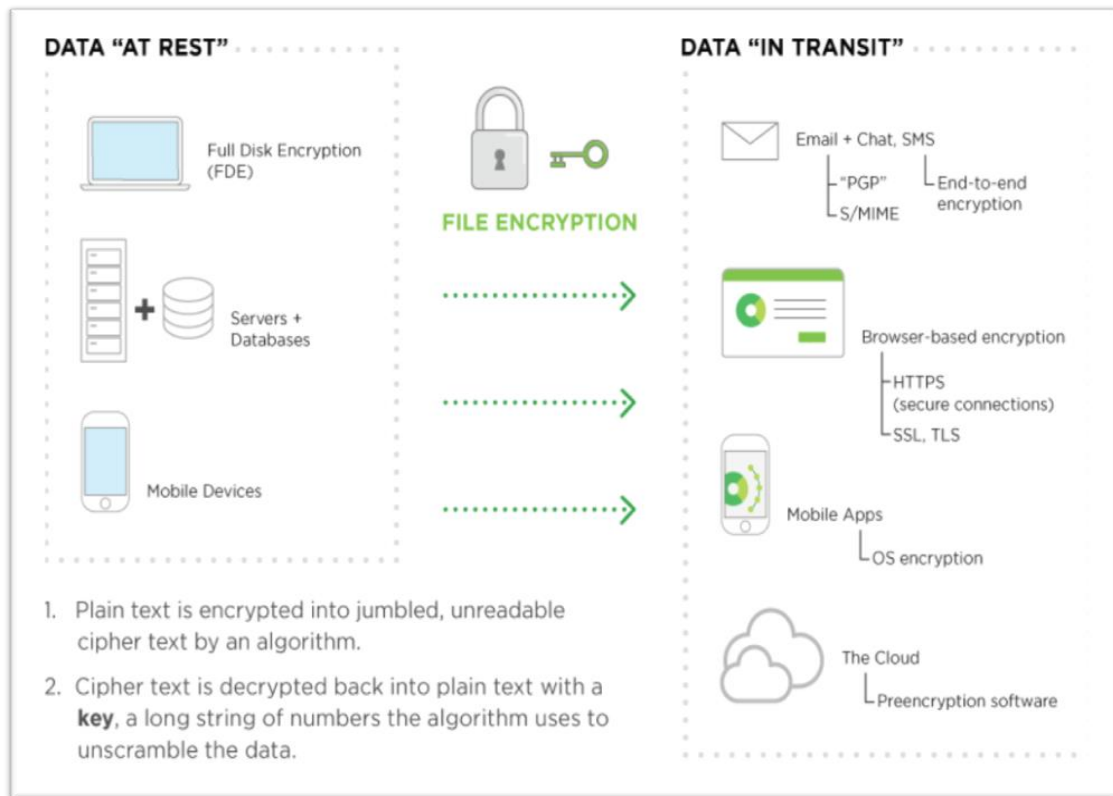 DATA “AT REST”
Full Disk Encryption
(FDE)
Servers +
Databases
Mobile Devices
FILE ENCRYPTION
DATA “IN TRANSIT”
Email + Chat, SMS
“PGP”
S/MIME
End-to-end
encryption
Browser-based encryption
HTTPS
(secure connections)
SSL, TLS
Mobile Apps
OS encryption
The Cloud
Preencryption software
1. Plain text is encrypted into jumbled, unreadable
cipher text by an algorithm.
2. Cipher text is decrypted back into plain text with a
key, a long string of numbers the algorithm uses to
unscramble the data.